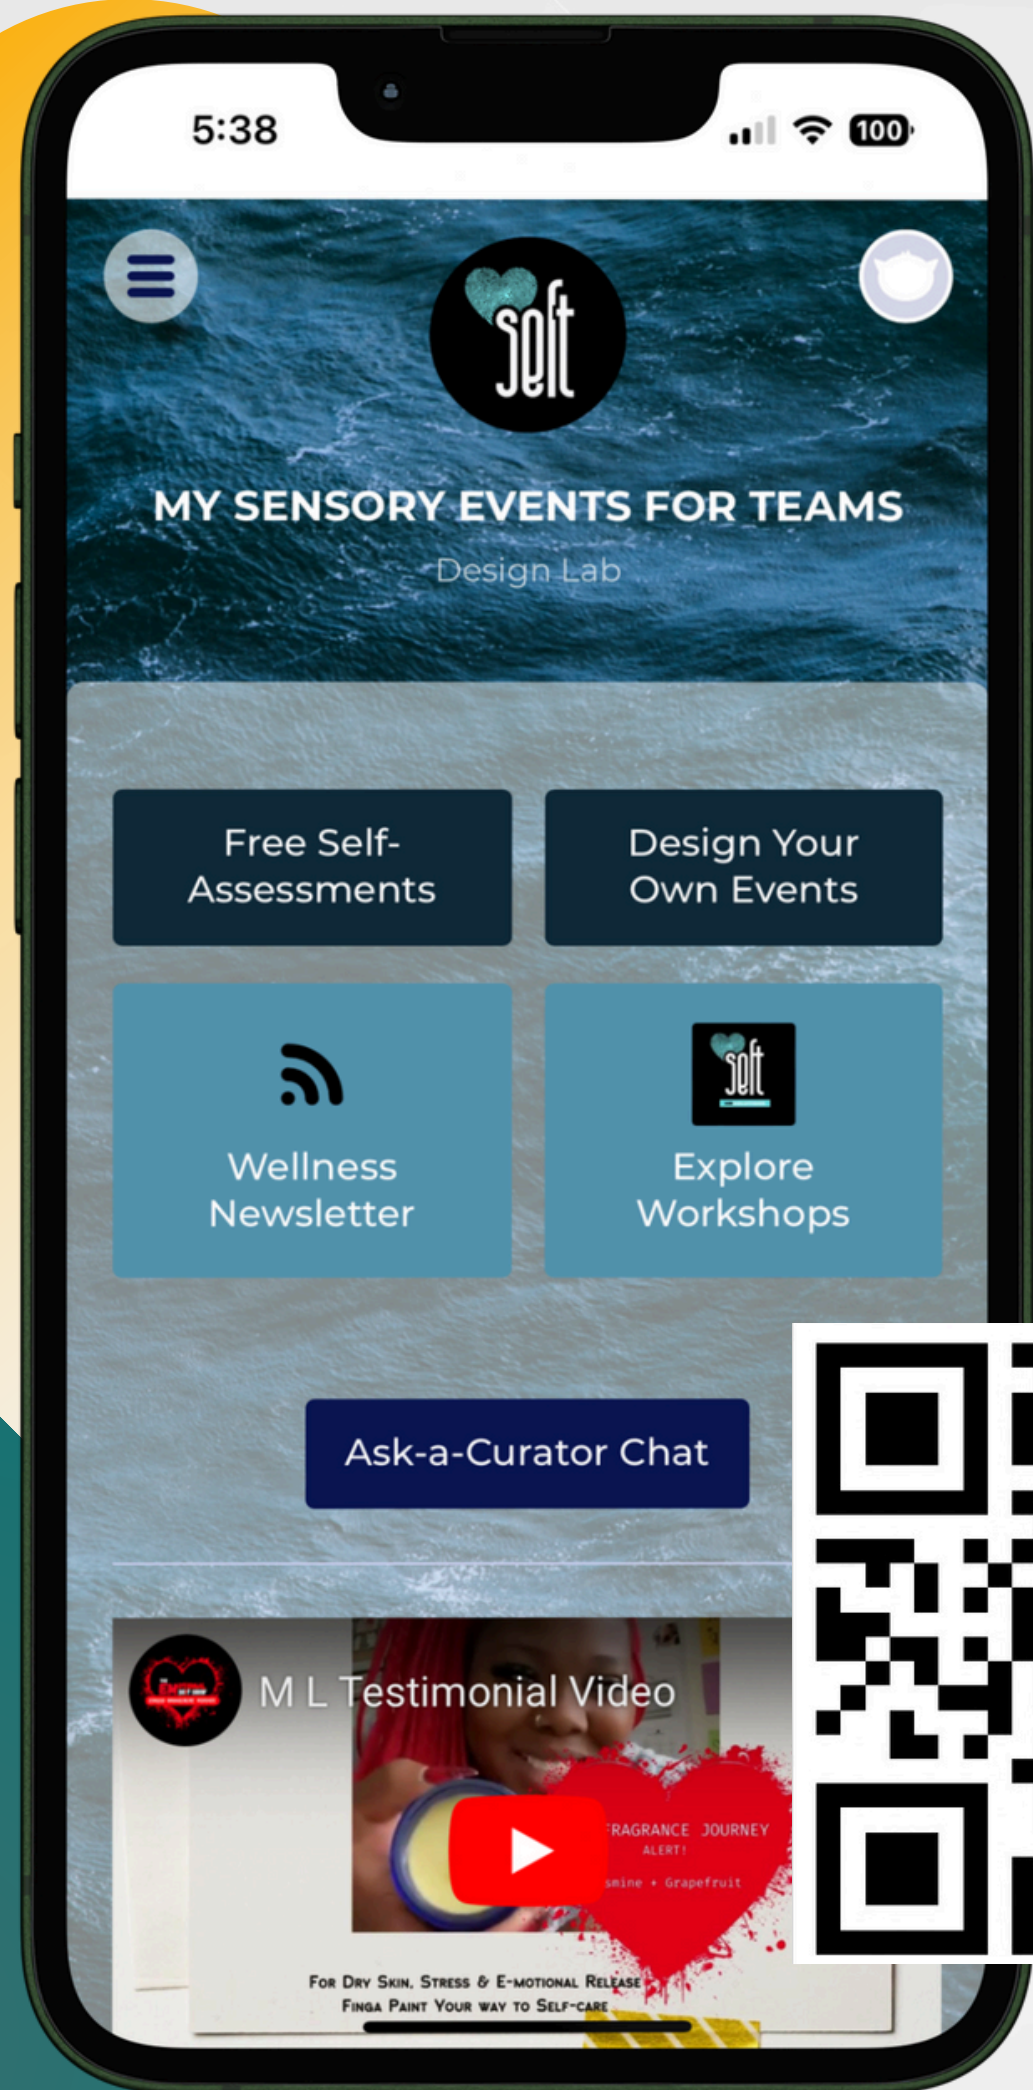 5:38
100
soft
MY SENSORY EVENTS FOR TEAMS
Design Lab
Free Self-
Assessments
Design Your
Own Events
soft
Wellness
Newsletter
Explore
Workshops
Ask-a-Curator Chat
M L Testimonial Video
FRAGRANCE JOURNEY
ALERT!
+ Grapefruit
FOR DRY SKIN, STRESS & E-MOTIONAL RELEASE
FINGA PAINT YOUR WAY TO SELF-CARE